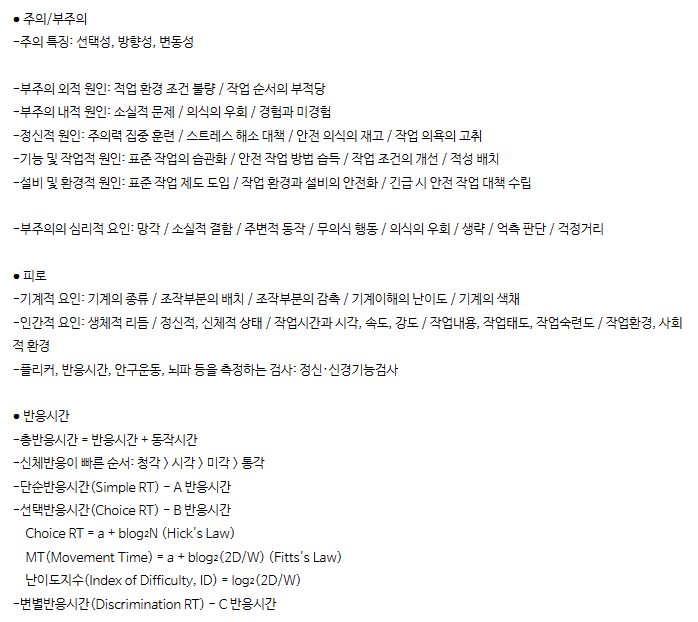 ● 주의/부주의
-주의 특징: 선택성, 방향성, 변동성
-부주의 외적 원인: 적업 환경 조건 불량 / 작업 순서의 부적당
-부주의 내적 원인: 소실적 문제 / 의식의 우회 / 경험과 미경험
-정신적 원인: 주의력 집중 훈련 / 스트레스 해소 대책 / 안전 의식의 재고 / 작업 의욕의 고취
-기능 및 작업적 원인: 표준 작업의 습관화 / 안전 작업 방법 습득 / 작업 조건의 개선 / 적성 배치
-설비 및 환경적 원인: 표준 작업 제도 도입 / 작업 환경과 설비의 안전화 / 긴급 시 안전 작업 대책 수립
-부주의의 심리적 요인: 망각 / 소실적 결함 / 주변적 동작 / 무의식 행동 / 의식의 우회 / 생략 / 억측 판단 / 걱정거리
● 피로
-기계적 요인: 기계의 종류 / 조작부분의 배치 / 조작부분의 감촉 / 기계이해의 난이도 / 기계의 색채
-인간적 요인: 생체적 리듬 / 정신적, 신체적 상태 / 작업시간과 시각, 속도, 강도 / 작업내용, 작업태도, 작업숙련도 / 작업환경, 사회
적 환경
-플리커, 반응시간, 안구운동, 뇌파 등을 측정하는 검사: 정신·신경기능검사
● 반응시간
-총반응시간 = 반응시간 + 동작시간
-신체반응이 빠른 순서: 청각 > 시각 > 미각 > 통각
-단순반응시간(Simple RT) - A 반응시간
-선택반응시간(Choice RT) - B 반응시간
Choice RT = a + blog₂N (Hick's Law)
MT(Movement Time) = a + blog₂(2D/W) (Fitts's Law)
난이도지수(Index of Difficulty, ID) = log₂(2D/W)
-변별반응시간(Discrimination RT) - C 반응시간